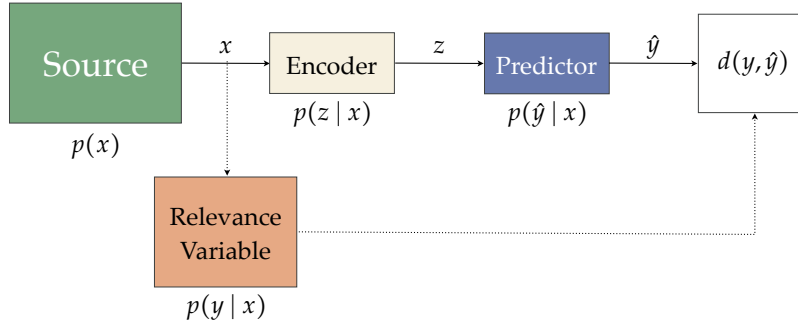 x
z
ŷ
Source
Encoder
Predictor
d(y, ŷ)
p(z | x)
p(ŷ | x)
p(x)
Relevance
Variable
p(y | x)